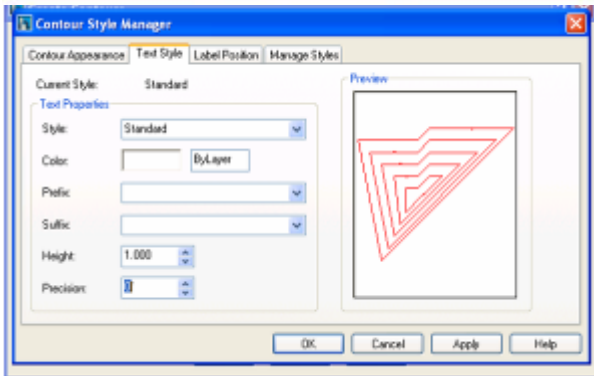 Contour Style Manager
Contour Appearance Text Style Label Position Manage Styles
Current Style: Standard
Text Properties
Style: Standard
Color: ByLayer
Prefix:
Suffix:
Height: 1.000
Precision:
Preview
OK Cancel Apply Help